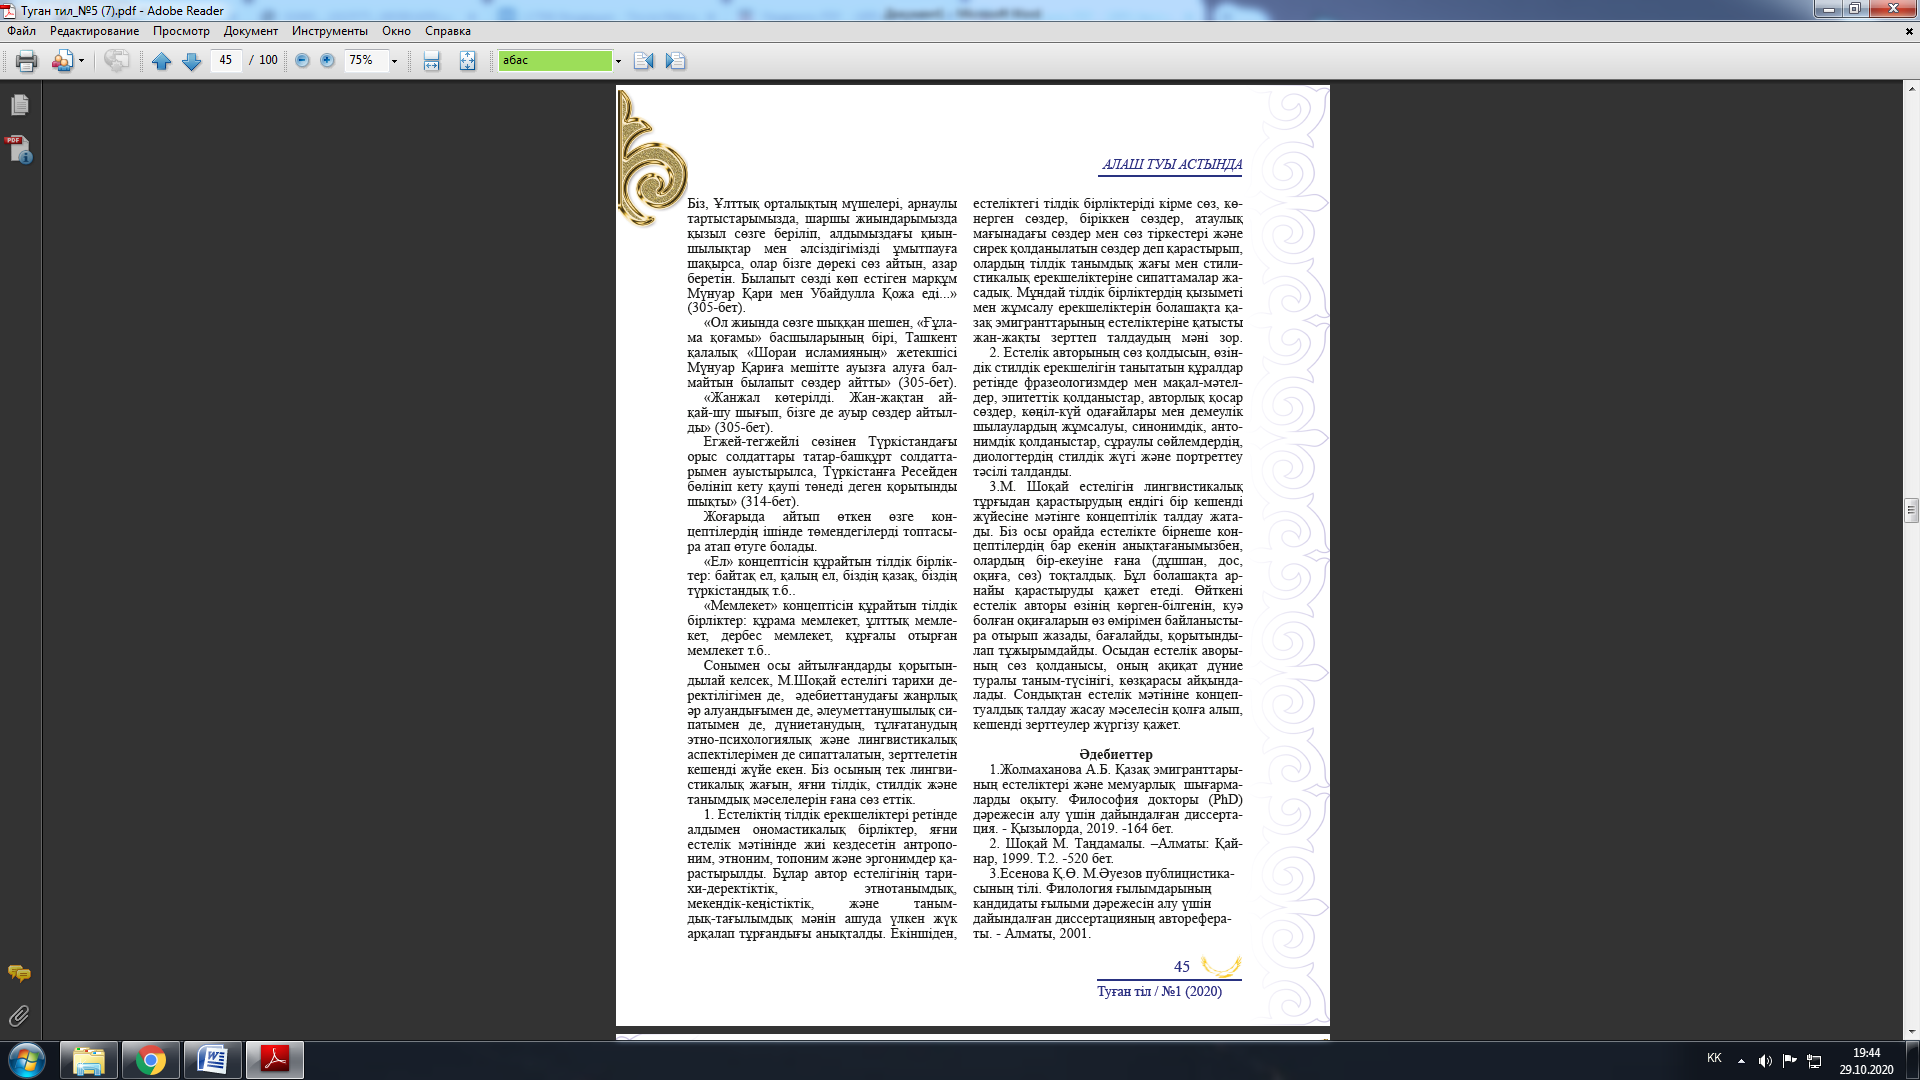 Туган тил_№5 (7).pdf - Adobe Reader
Файл Редактирование Просмотр Документ Инструменты Окно Справка
45 / 100 75% абас
АЛАШ ТУЫ АСТЫНДА
Біз, Ұлттық орталықтың мүшелері, арнаулы
тартыстарымызда, шаршы жиындарымызда
қызыл сөзге беріліп, алдымыздағы қиын-
шылықтар мен әлсіздігімізді ұмытпауға
шақырса, олар бізге дөрекі сөз айтын, азар
беретін. Былапыт сөзді көп естіген марқұм
Мүнуар Қари мен Убайдулла Қожа еді...»
(305-бет).
«Ол жиында сөзге шыққан шешен, «Ғұла-
ма қоғамы» басшыларының бірі, Ташкент
қалалық «Шораи исламияның» жетекшісі
Мүнуар Қариға мешітте ауызға алуға бал-
майтын былапыт сөздер айтты» (305-бет).
«Жанжал көтерілді. Жан-жақтан ай-
қай-шу шығып, бізге де ауыр сөздер айтыл-
ды» (305-бет).
Егжей-тегжейлі сөзінен Түркістандағы
орыс солдаттары татар-башқұрт солдатта-
рымен ауыстырылса, Түркістанға Ресейден
бөлініп кету қаупі төнеді деген қорытынды
шықты» (314-бет).
Жоғарыда айтып өткен өзге кон-
цептілердің ішінде төмендегілерді топтасы-
ра атап өтуге болады.
«Ел» концептісін құрайтын тілдік бірлік-
тер: байтақ ел, қалың ел, біздің қазақ, біздің
түркістандық т.б..
«Мемлекет» концептісін құрайтын тілдік
бірліктер: құрама мемлекет, ұлттық мемле-
кет, дербес мемлекет, құрғалы отырған
мемлекет т.б..
Сонымен осы айтылғандарды қорытын-
дылай келсек, М.Шоқай естелігі тарихи де-
ректілігімен де, әдебиеттанудағы жанрлық
әр алуандығымен де, әлеуметтанушылық си-
патымен де, дүниетанудың, тұлғатанудың
этно-психологиялық және лингвистикалық
аспектілерімен де сипатталатын, зерттелетін
кешенді жүйе екен. Біз осының тек лингви-
стикалық жағын, яғни тілдік, стилдік және
танымдық мәселелерін ғана сөз еттік.
1. Естеліктің тілдік ерекшеліктері ретінде
алдымен ономастикалық бірліктер, яғни
естелік мәтінінде жиі кездесетін антропо-
ним, этноним, топоним және эргонимдер қа-
растырылды. Бұлар автор естелігінің тари-
хи-деректіктік, этнотанымдық,
мекендік-кеңістіктік, және таным-
дық-тағылымдық мәнін ашуда үлкен жүк
арқалап тұрғандығы анықталды. Екіншіден,
естеліктегі тілдік бірліктеріді кірме сөз, кө-
нерген сөздер, біріккен сөздер, атаулық
мағынадағы сөздер мен сөз тіркестері және
сирек қолданылатын сөздер деп қарастырып,
олардың тілдік танымдық жағы мен стили-
стикалық ерекшеліктеріне сипаттамалар жа-
садық. Мұндай тілдік бірліктердің қызыметі
мен жұмсалу ерекшеліктерін болашақта қа-
зақ эмигранттарының естеліктеріне қатысты
жан-жақты зерттеп талдаудың мәні зор.
2. Естелік авторының сөз қолдысын, өзін-
дік стилдік ерекшелігін танытатын құралдар
ретінде фразеологизмдер мен мақал-мәтел-
дер, эпитеттік қолданыстар, авторлық қосар
сөздер, көңіл-күй одағайлары мен демеулік
шылаулардың жұмсалуы, синонимдік, анто-
нимдік қолданыстар, сұраулы сөйлемдердің,
диологтердің стилдік жүгі және портреттеу
тәсілі талданды.
3.М. Шоқай естелігін лингвистикалық
тұрғыдан қарастырудың ендігі бір кешенді
жүйесіне мәтінге концептілік талдау жата-
ды. Біз осы орайда естелікте бірнеше кон-
цептілердің бар екенін анықтағанымызбен,
олардың бір-екеуіне ғана (дұшпан, дос,
оқиға, сөз) тоқталдық. Бұл болашақта ар-
найы қарастыруды қажет етеді. Өйткені
естелік авторы өзінің көрген-білгенін, куә
болған оқиғаларын өз өмірімен байланысты-
ра отырып жазады, бағалайды, қорытынды-
лап тұжырымдайды. Осыдан естелік аворы-
ның сөз қолданысы, оның ақиқат дүние
туралы таным-түсінігі, көзқарасы айқында-
лады. Сондықтан естелік мәтініне концеп-
туалдық талдау жасау мәселесін қолға алып,
кешенді зерттеулер жүргізу қажет.
Әдебиеттер
1.Жолмаханова А.Б. Қазақ эмигранттары-
ның естеліктері және мемуарлық шығарма-
ларды оқыту. Философия докторы (PhD)
дәрежесін алу үшін дайындалған диссерта-
ция. - Қызылорда, 2019. -164 бет.
2. Шоқай М. Таңдамалы. –Алматы: Қай-
нар, 1999. Т.2. -520 бет.
3.Есенова Қ.Ө. М.Әуезов публицистика-
сының тілі. Филология ғылымдарының
кандидаты ғылыми дәрежесін алу үшін
дайындалған диссертацияның авторефера-
ты. - Алматы, 2001.
45
Туған тіл / №1 (2020)
KK
19:44
29.10.2020